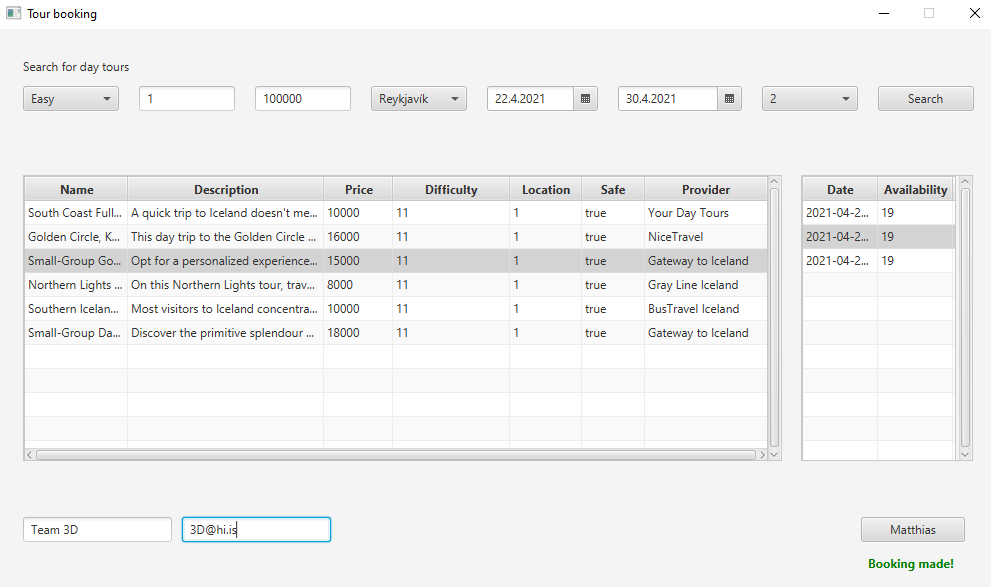 Tour booking
Search for day tours
Easy 1 100000 Reykjavík 22.4.2021 30.4.2021 2 Search
Name Description Price Difficulty Location Safe Provider Date Availability
South Coast Full... A quick trip to Iceland doesn't me... 10000 11 1 true Your Day Tours 2021-04-2... 19
Golden Circle, K... This day trip to the Golden Circle ... 16000 11 1 true NiceTravel 2021-04-2... 19
Small-Group Go... Opt for a personalized experience... 15000 11 1 true Gateway to Iceland 2021-04-2... 19
Northern Lights ... On this Northern Lights tour, trav... 8000 11 1 true Gray Line Iceland
Southern Icelan... Most visitors to Iceland concentra... 10000 11 1 true BusTravel Iceland
Small-Group Da... Discover the primitive splendour ... 18000 11 1 true Gateway to Iceland
Team 3D 3D@hi.is Matthias
Booking made!